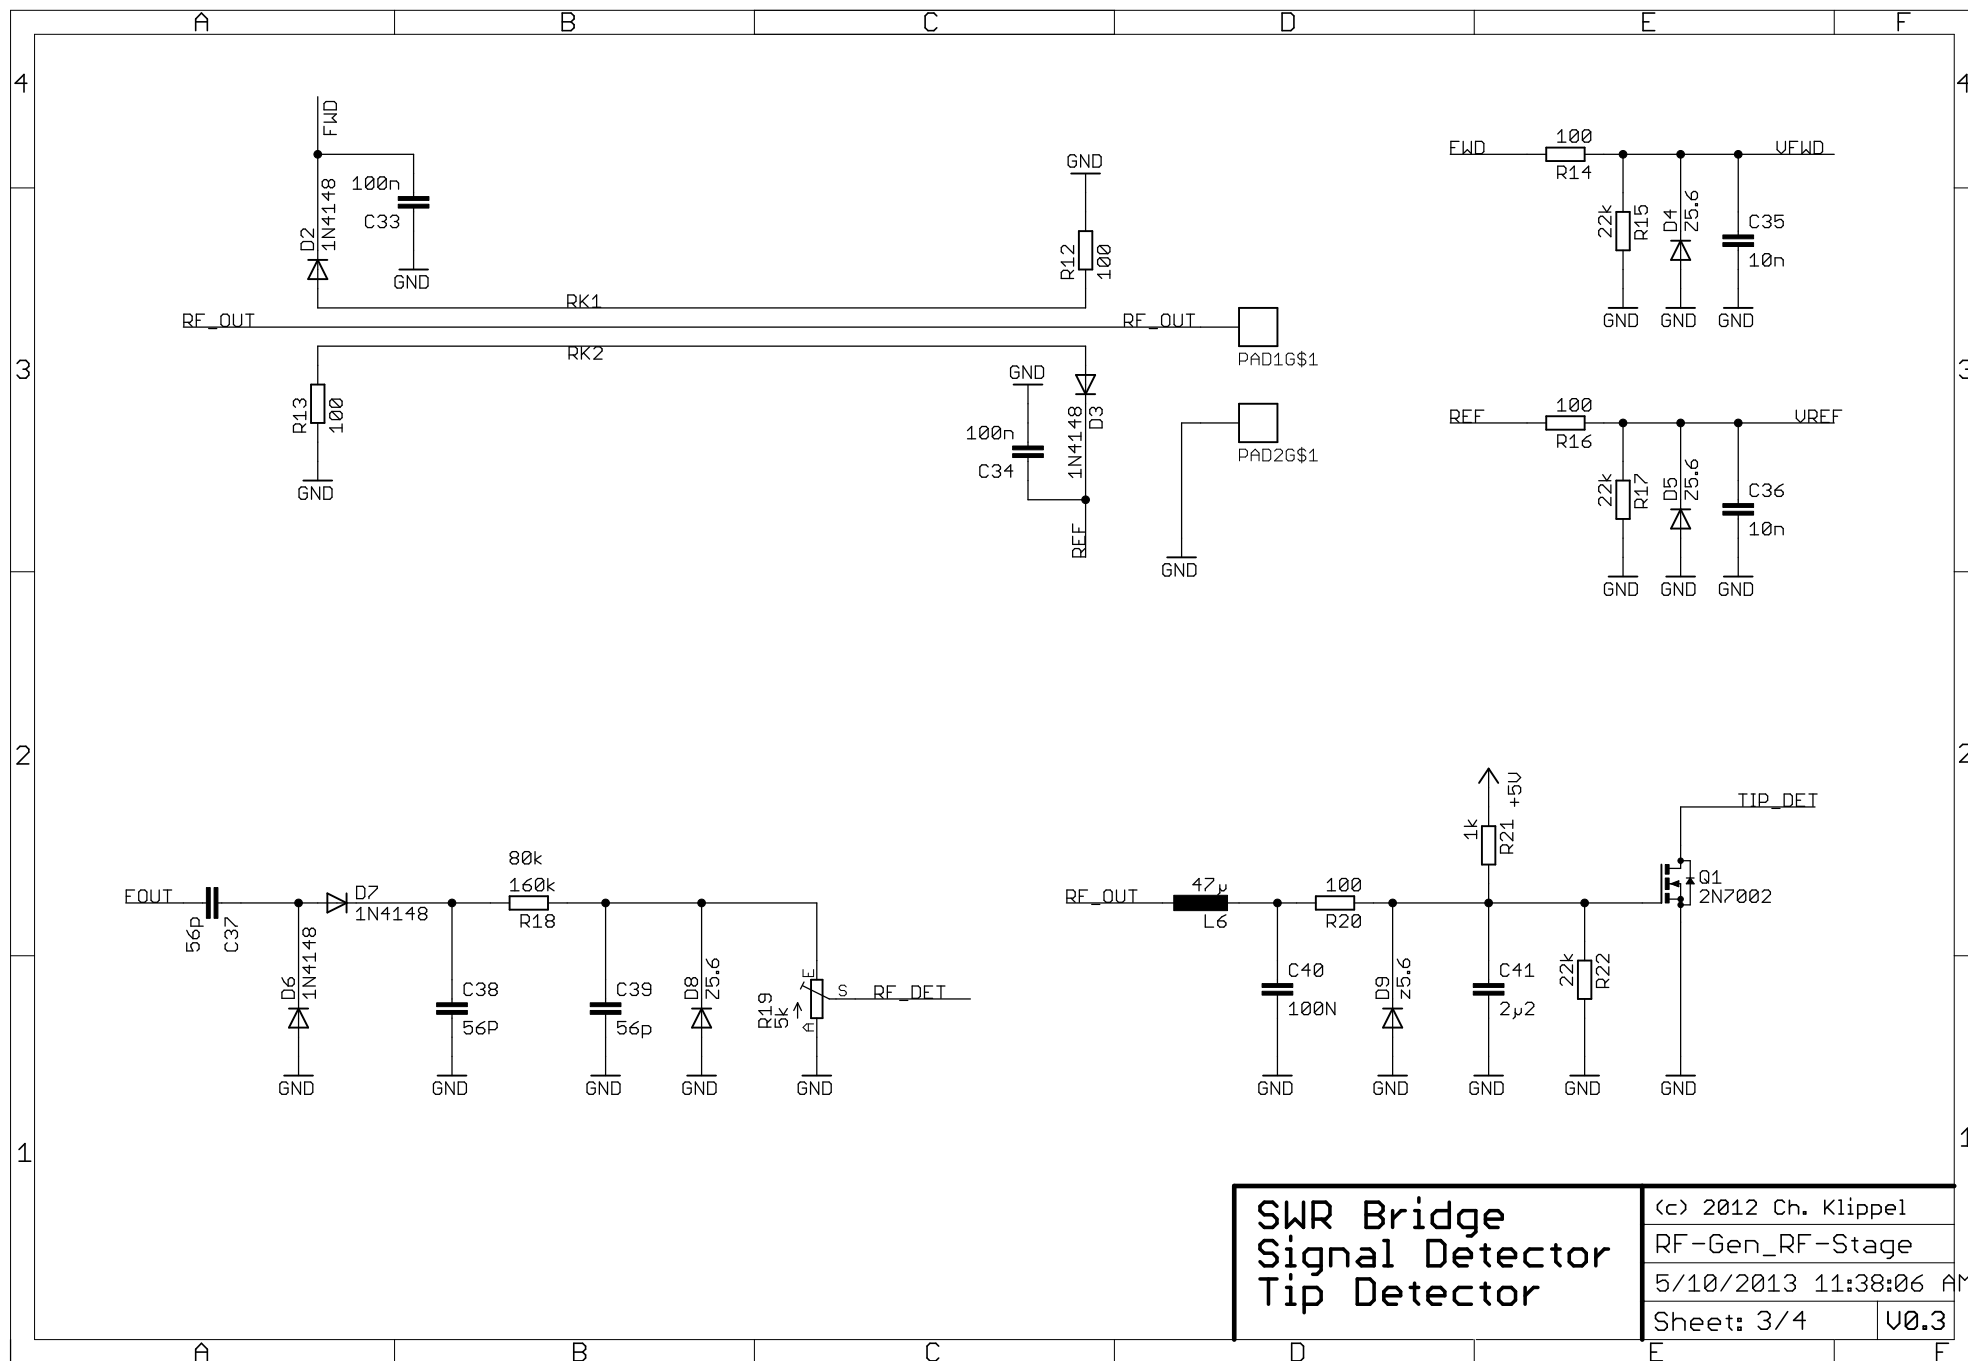 A B C D E F
4 4
3 3
2 2
1 1
FWD
100n
C33
D2
1N4148
GND
RK1
RF_OUT
RK2
R13
100
GND
GND
R12
100
RF_OUT
PAD1G$1
GND
100n
C34
1N4148
D3
REF
PAD2G$1
GND
FWD
100
R14
VFWD
22k
R15
D4
Z5.6
C35
10n
GND GND GND
REF
100
R16
VREF
22k
R17
D5
Z5.6
C36
10n
GND GND GND
FOUT
56p
C37
D7
1N4148
D6
1N4148
80k
160k
R18
C38
56P
C39
56p
D8
Z5.6
R19
5k
E
S
A
RF_DET
GND GND GND GND GND
RF_OUT
47µ
L6
100
R20
1k
R21
+5V
TIP_DET
Q1
2N7002
C40
100N
D9
z5.6
C41
2µ2
22k
R22
GND GND GND GND GND
SWR Bridge
Signal Detector
Tip Detector
(c) 2012 Ch. Klippel
RF-Gen_RF-Stage
5/10/2013 11:38:06 AM
Sheet: 3/4
V0.3
A B C D E F